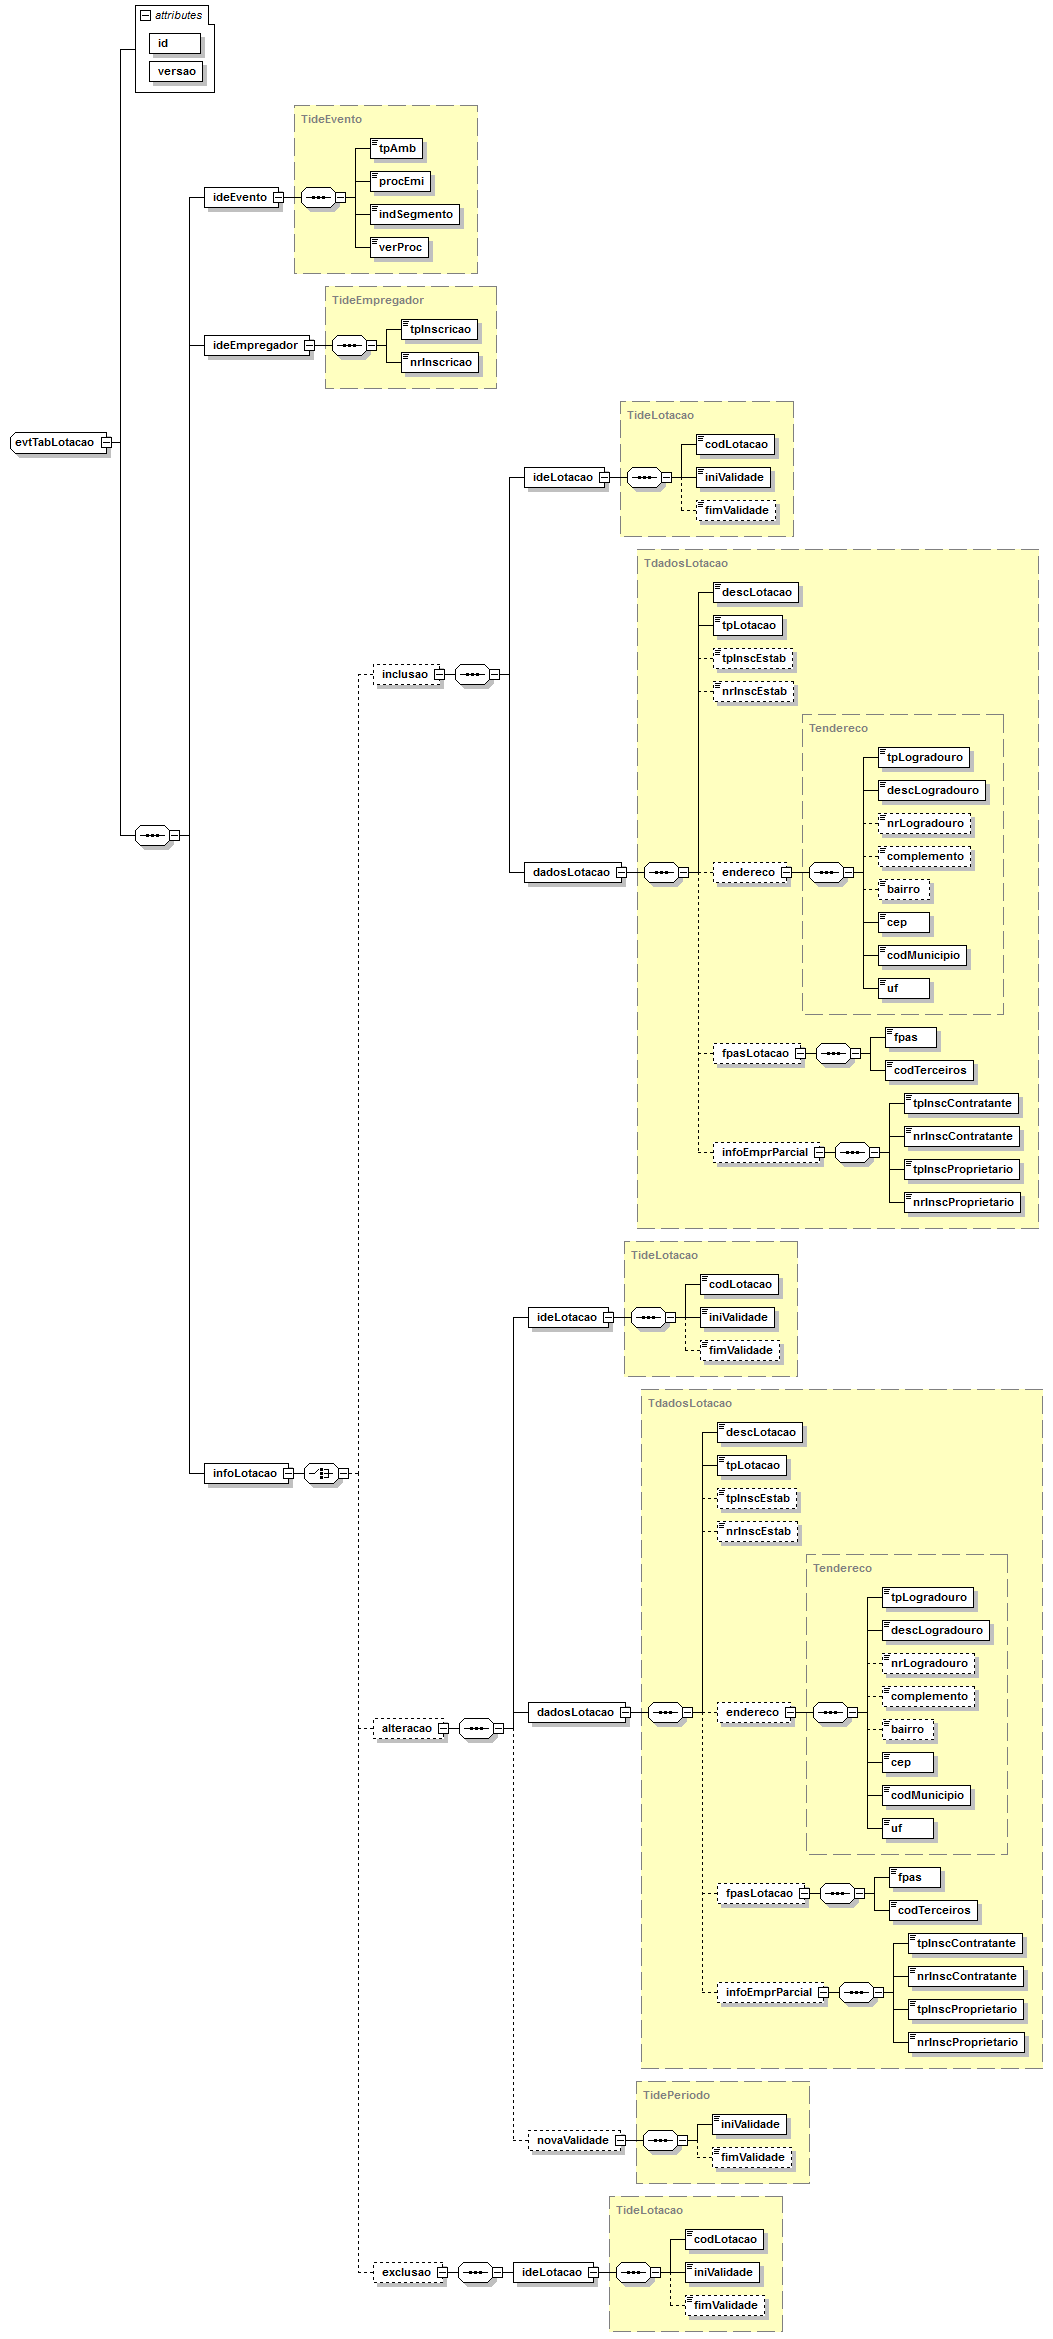 attributes
id
versao
TideEvento
tpAmb
procEmi
ideEvento
indSegmento
verProc
TideEmpregador
tpInscricao
ideEmpregador
nrInscricao
TideLotacao
evtTabLotacao
codLotacao
ideLotacao
iniValidade
fimValidade
TdadosLotacao
descLotacao
tpLotacao
tpInscEstab
inclusao
nrInscEstab
Tendereco
tpLogradouro
descLogradouro
nrLogradouro
complemento
dadosLotacao
endereco
bairro
cep
codMunicipio
uf
fpas
fpasLotacao
codTerceiros
tpInscContratante
nrInscContratante
infoEmprParcial
tpInscProprietario
nrInscProprietario
TideLotacao
codLotacao
ideLotacao
iniValidade
fimValidade
TdadosLotacao
descLotacao
tpLotacao
infoLotacao
tpInscEstab
nrInscEstab
Tendereco
tpLogradouro
descLogradouro
nrLogradouro
complemento
alteracao
dadosLotacao
endereco
bairro
cep
codMunicipio
uf
fpas
fpasLotacao
codTerceiros
tpInscContratante
nrInscContratante
infoEmprParcial
tpInscProprietario
nrInscProprietario
TidePeriodo
iniValidade
novaValidade
fimValidade
TideLotacao
codLotacao
exclusao
ideLotacao
iniValidade
fimValidade